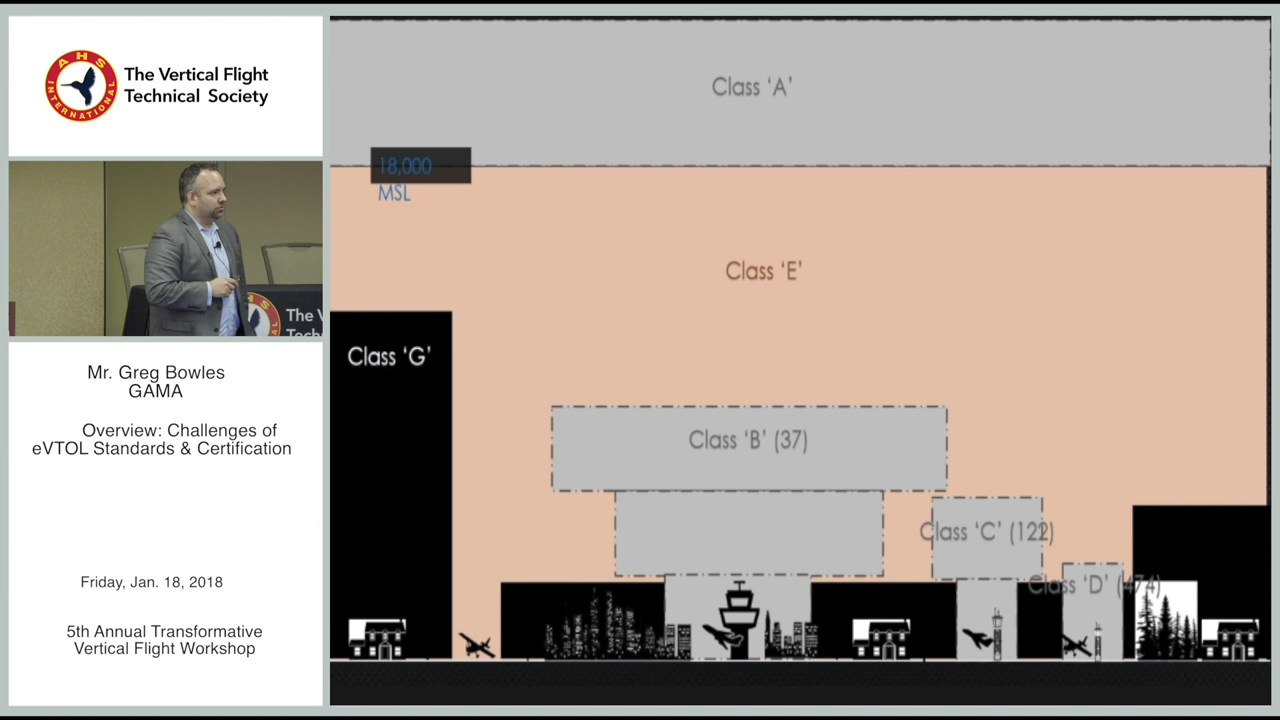 AHS
INTERNATIONAL
The Vertical Flight
Technical Society
The V
Techn
Mr. Greg Bowles
GAMA
Overview: Challenges of
eVTOL Standards & Certification
Friday, Jan. 18, 2018
5th Annual Transformative
Vertical Flight Workshop
Class ‘A’
18,000
MSL
Class ‘E’
Class ‘G’
Class ‘B’ (37)
Class ‘C’ (122)
Class ‘D’ (474)